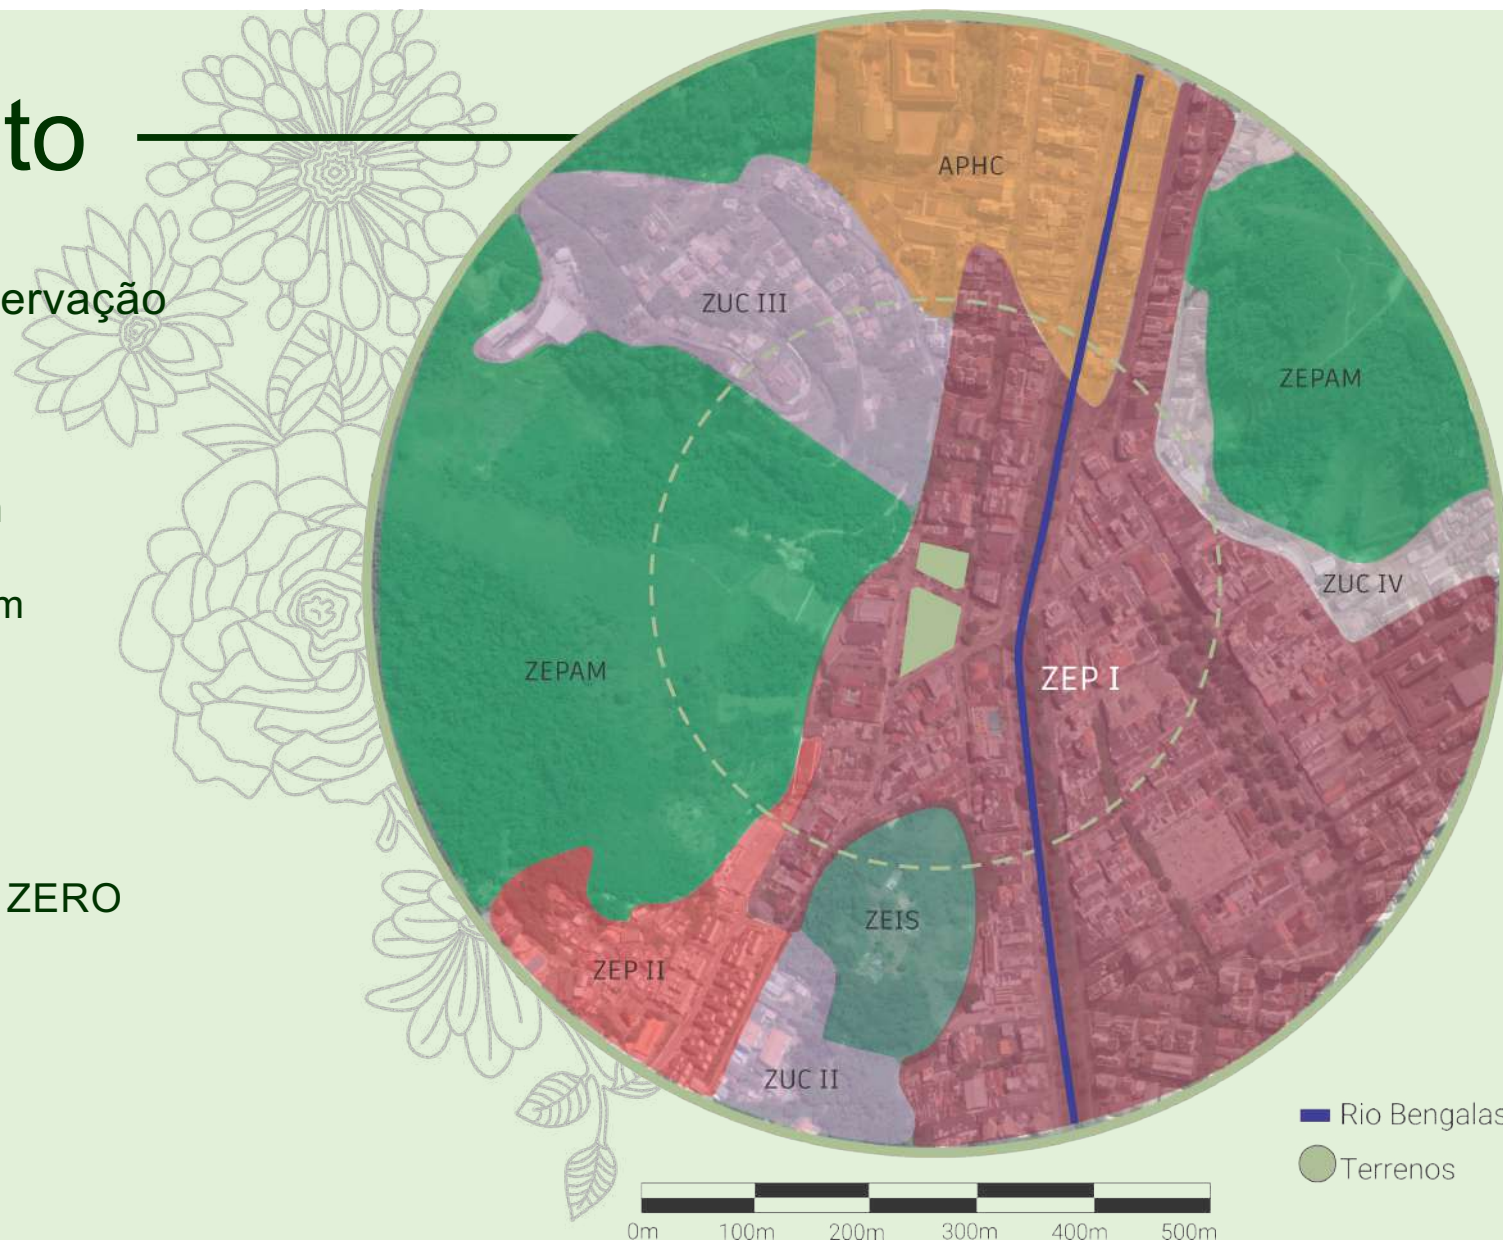 to
ervação
m
ZERO
APHC
ZUC III
ZEPAM
ZUC IV
ZEP I
ZEPAM
ZEIS
ZEP II
ZUC II
Rio Bengalas
Terrenos
0m 100m 200m 300m 400m 500m